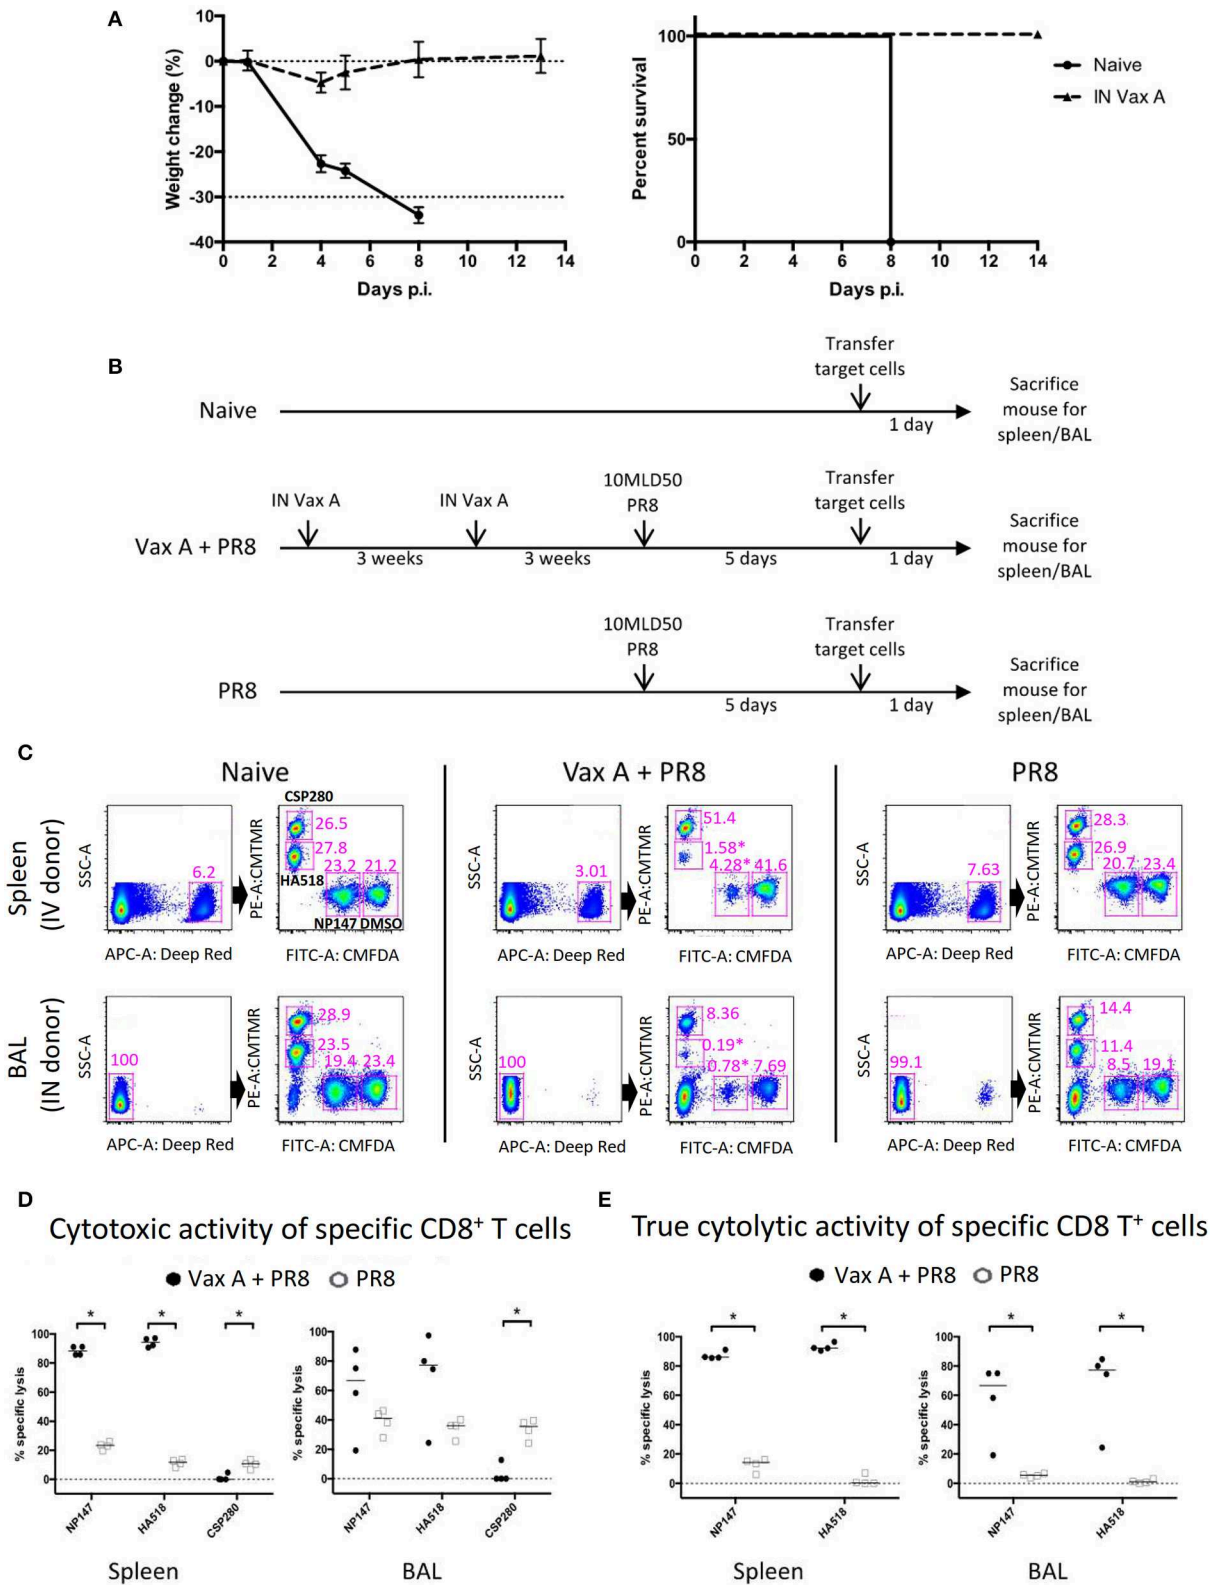 A
10
0
-10
-20
-30
-40
Weight change (%)
0 2 4 6 8 10 12 14
Days p.i.
100
50
0
Percent survival
0 2 4 6 8 10 12 14
Days p.i.
Naive
IN Vax A
B
Transfer
target cells
Naive
1 day
Sacrifice
mouse for
spleen/BAL
IN Vax A
IN Vax A
10MLD50
PR8
Transfer
target cells
Vax A + PR8
3 weeks
3 weeks
5 days
1 day
Sacrifice
mouse for
spleen/BAL
10MLD50
PR8
Transfer
target cells
PR8
5 days
1 day
Sacrifice
mouse for
spleen/BAL
C
Naive
Vax A + PR8
PR8
Spleen
(IV donor)
SSC-A
6.2
APC-A: Deep Red
PE-A:CMTMR
CSP280
26.5
27.8
23.2 21.2
HA518
NP147 DMSO
FITC-A: CMFDA
SSC-A
3.01
APC-A: Deep Red
PE-A:CMTMR
51.4
1.58*
4.28* 41.6
FITC-A: CMFDA
SSC-A
7.63
APC-A: Deep Red
PE-A:CMTMR
28.3
26.9
20.7 23.4
FITC-A: CMFDA
BAL
(IN donor)
SSC-A
100
APC-A: Deep Red
PE-A:CMTMR
28.9
23.5
19.4 23.4
FITC-A: CMFDA
SSC-A
100
APC-A: Deep Red
PE-A:CMTMR
8.36
0.19*
0.78* 7.69
FITC-A: CMFDA
SSC-A
99.1
APC-A: Deep Red
PE-A:CMTMR
14.4
11.4
8.5 19.1
FITC-A: CMFDA
D
Cytotoxic activity of specific CD8+ T cells
Vax A + PR8 PR8
% specific lysis
100
80
60
40
20
0
* * *
NP147 HA518 CSP280
Spleen
% specific lysis
100
80
60
40
20
0
*
NP147 HA518 CSP280
BAL
E
True cytolytic activity of specific CD8 T+ cells
Vax A + PR8 PR8
% specific lysis
100
80
60
40
20
0
* *
NP147 HA518
Spleen
% specific lysis
100
80
60
40
20
0
* *
NP147 HA518
BAL